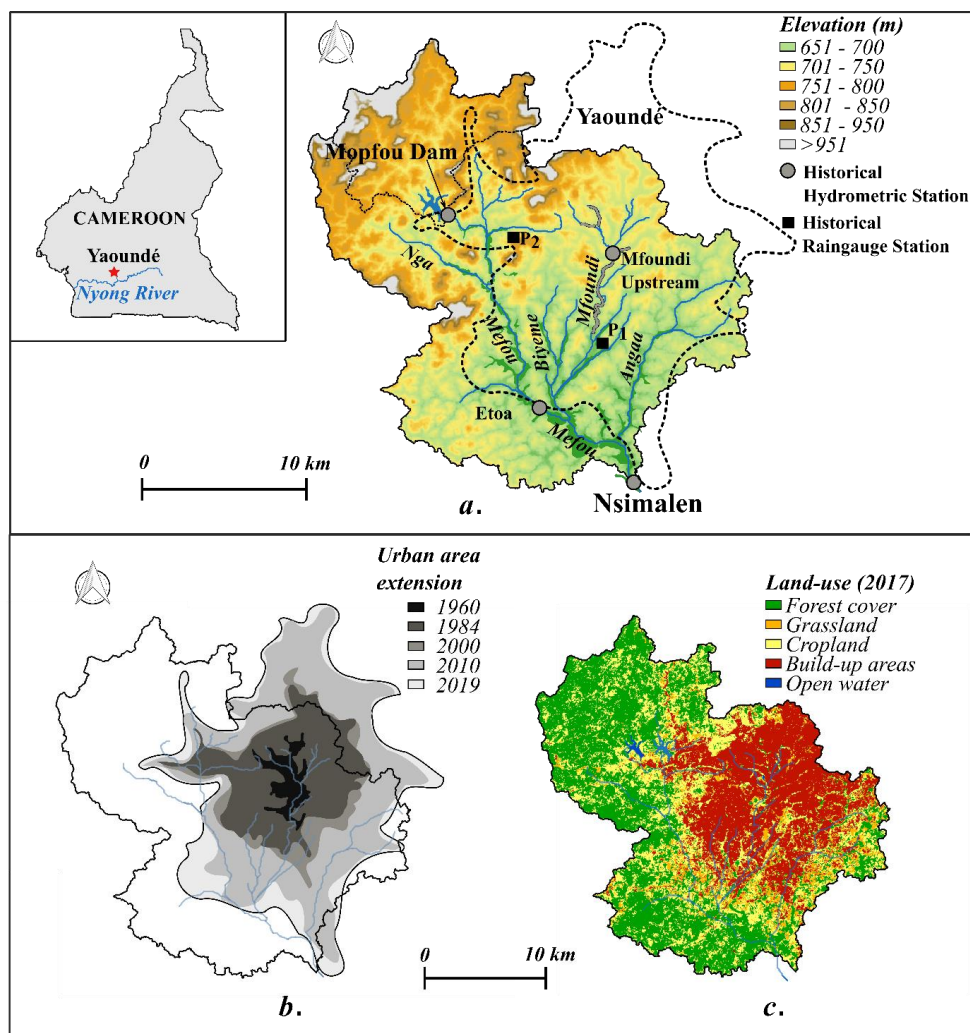 CAMEROON
Yaoundé
Nyong River
Elevation (m)
651 - 700
701 - 750
751 - 800
801 - 850
851 - 950
>951
Historical
Hydrometric Station
Historical
Raingauge Station
Yaoundé
Mopfou Dam
P2
Nga
Mfoundi
Upstream
Mfoundi
Mefou
Biyeme
P1
Angaa
Etoa
Mefou
Nsimalen
0 10 km
a.
Urban area
extension
1960
1984
2000
2010
2019
Land-use (2017)
Forest cover
Grassland
Cropland
Build-up areas
Open water
0 10 km
b.
c.